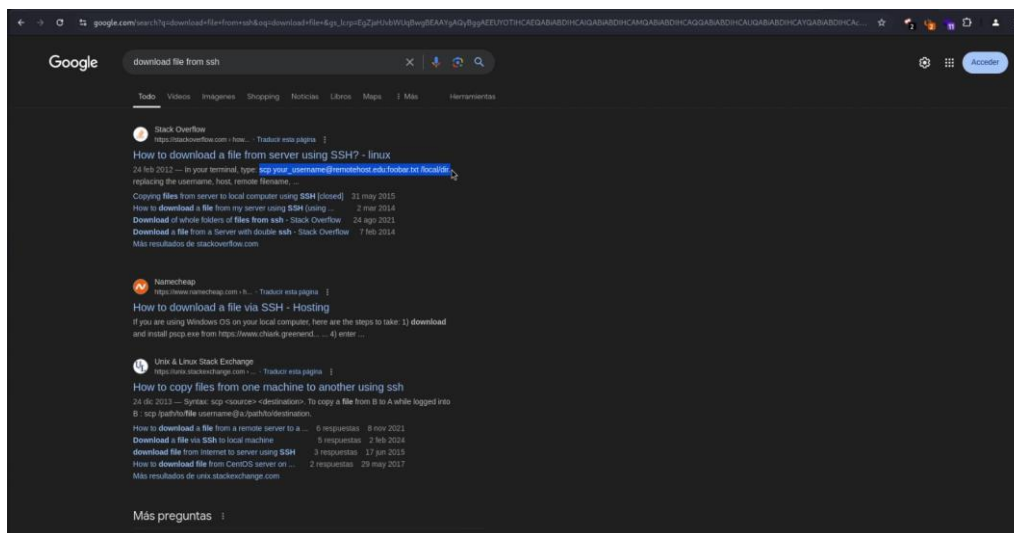 google.com/search?q=download+file+from+ssh&oq=download+file+
Google
download file from ssh
Acceder
Todo Videos Imágenes Shopping Noticias Libros Maps Más Herramientas
Stack Overflow
https://stackoverflow.com › how... · Traducir esta página
How to download a file from server using SSH? - linux
24 feb 2012 — In your terminal, type: scp your_username@remotehost.edu:foobar.txt /local/dir.
replacing the username, host, remote filename, ...
Copying files from server to local computer using SSH [closed] 31 may 2015
How to download a file from my server using SSH (using ... 2 mar 2014
Download of whole folders of files from ssh - Stack Overflow 24 ago 2021
Download a file from a Server with double ssh - Stack Overflow 7 feb 2014
Más resultados de stackoverflow.com
Namecheap
https://www.namecheap.com › h... · Traducir esta página
How to download a file via SSH - Hosting
If you are using Windows OS on your local computer, here are the steps to take: 1) download
and install pscp.exe from https://www.chiark.greenend... ... 4) enter ...
Unix & Linux Stack Exchange
https://unix.stackexchange.com › ... · Traducir esta página
How to copy files from one machine to another using ssh
24 dic 2013 — Syntax: scp <source> <destination>. To copy a file from B to A while logged into
B : scp /path/to/file username@a:/path/to/destination.
How to download a file from a remote server to a ... 6 respuestas 8 nov 2021
Download a file via SSh to local machine 5 respuestas 2 feb 2024
download file from internet to server using SSH 3 respuestas 17 jun 2015
How to download file from CentOS server on ... 2 respuestas 29 may 2017
Más resultados de unix.stackexchange.com
Más preguntas